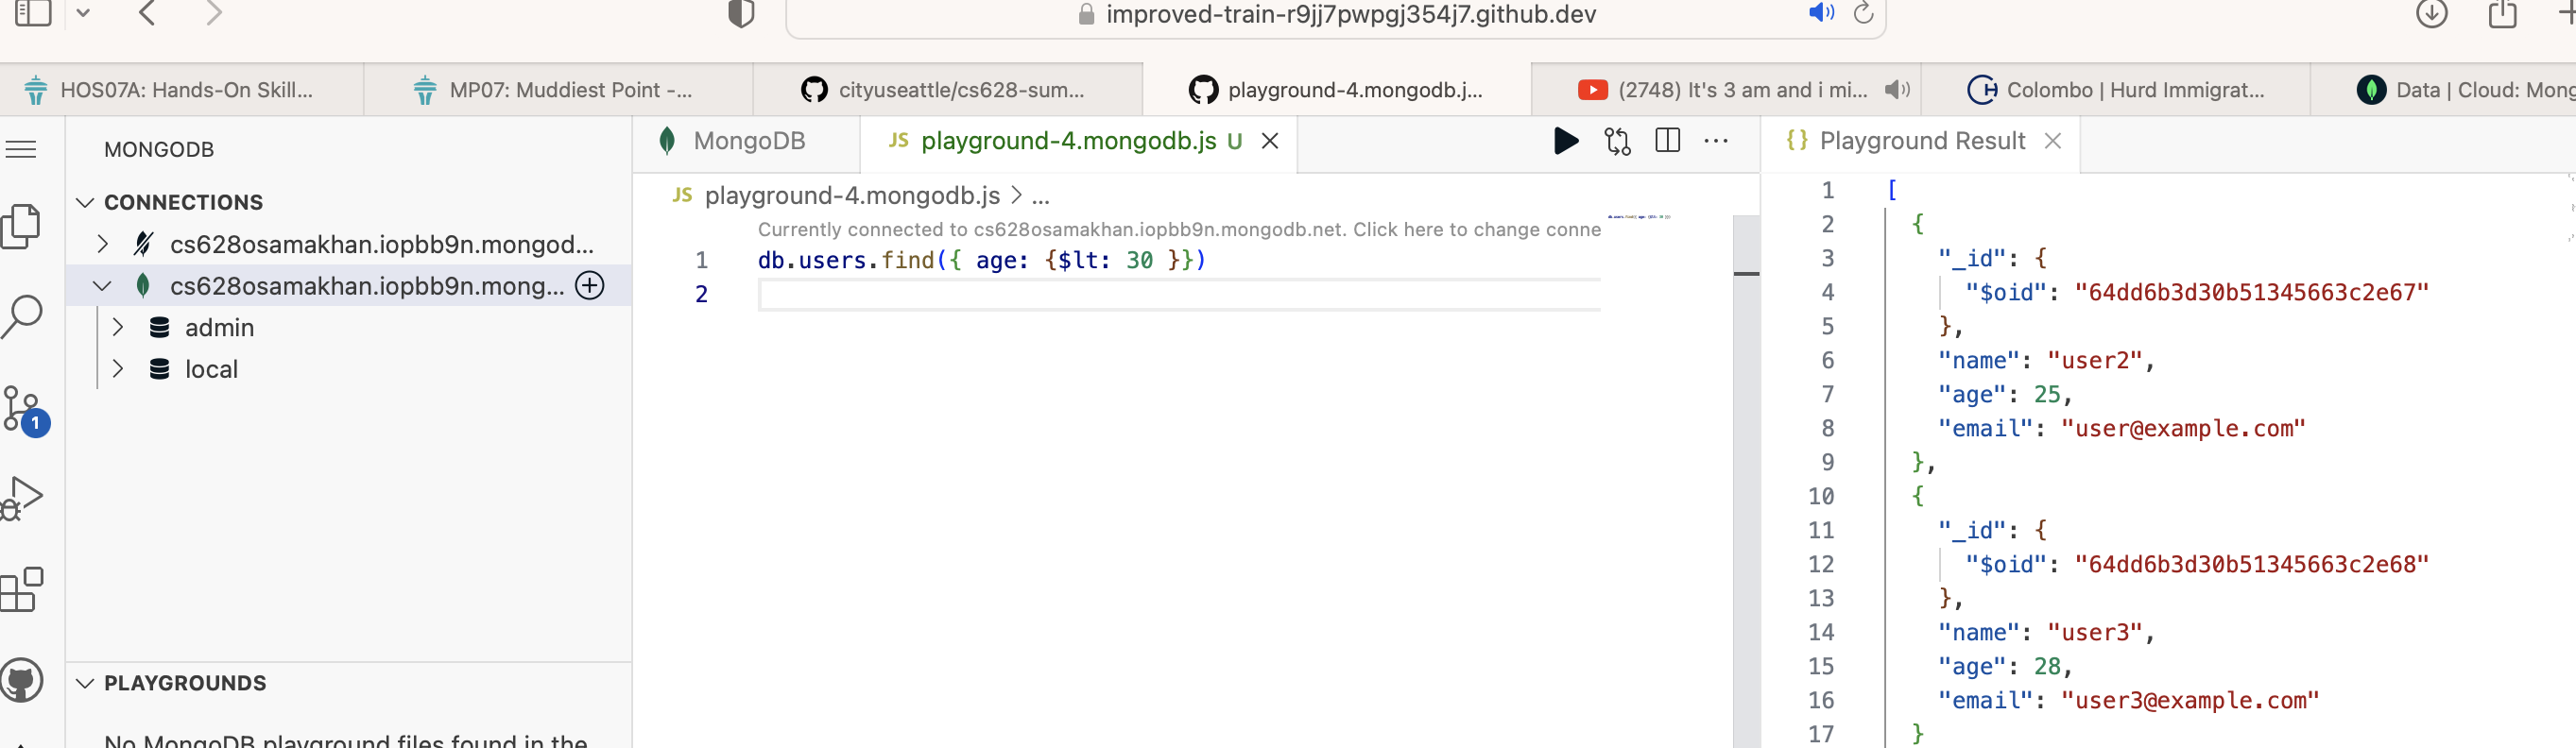 improved-train-r9jj7pwpgj354j7.github.dev
HOS07A: Hands-On Skill...
MP07: Muddiest Point -...
cityuseattle/cs628-sum...
playground-4.mongodb.j...
(2748) It's 3 am and i mi...
Colombo | Hurd Immigrat...
Data | Cloud: Mong
MONGODB
CONNECTIONS
cs628osamakhan.iopbb9n.mongod...
cs628osamakhan.iopbb9n.mong...
admin
local
1
PLAYGROUNDS
No MongoDB playground files found in the
MongoDB
JS playground-4.mongodb.js U
JS playground-4.mongodb.js > ...
Currently connected to cs628osamakhan.iopbb9n.mongodb.net. Click here to change conne
1 db.users.find({ age: {$lt: 30 }})
2
{} Playground Result
1 [
2 {
3 "_id": {
4 "$oid": "64dd6b3d30b51345663c2e67"
5 },
6 "name": "user2",
7 "age": 25,
8 "email": "user@example.com"
9 },
10 {
11 "_id": {
12 "$oid": "64dd6b3d30b51345663c2e68"
13 },
14 "name": "user3",
15 "age": 28,
16 "email": "user3@example.com"
17 }